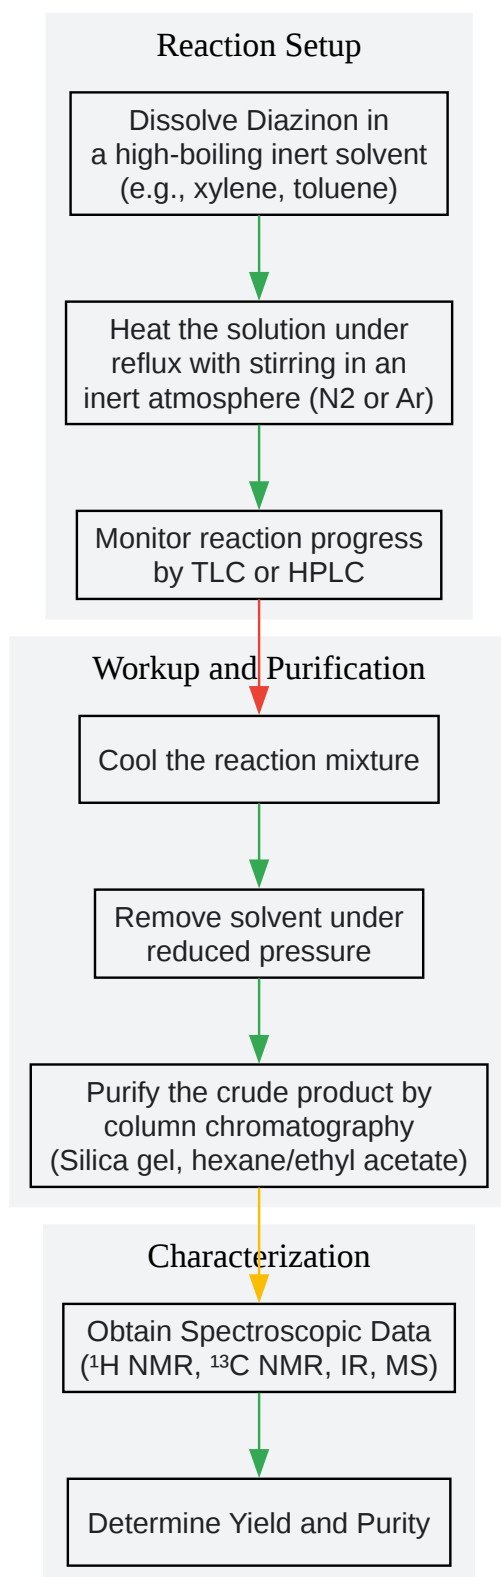 Reaction Setup
Dissolve Diazinon in
a high-boiling inert solvent
(e.g., xylene, toluene)
Heat the solution under
reflux with stirring in an
inert atmosphere (N2 or Ar)
Monitor reaction progress
by TLC or HPLC
Workup and Purification
Cool the reaction mixture
Remove solvent under
reduced pressure
Purify the crude product by
column chromatography
(Silica gel, hexane/ethyl acetate)
Characterization
Obtain Spectroscopic Data
(¹H NMR, ¹³C NMR, IR, MS)
Determine Yield and Purity